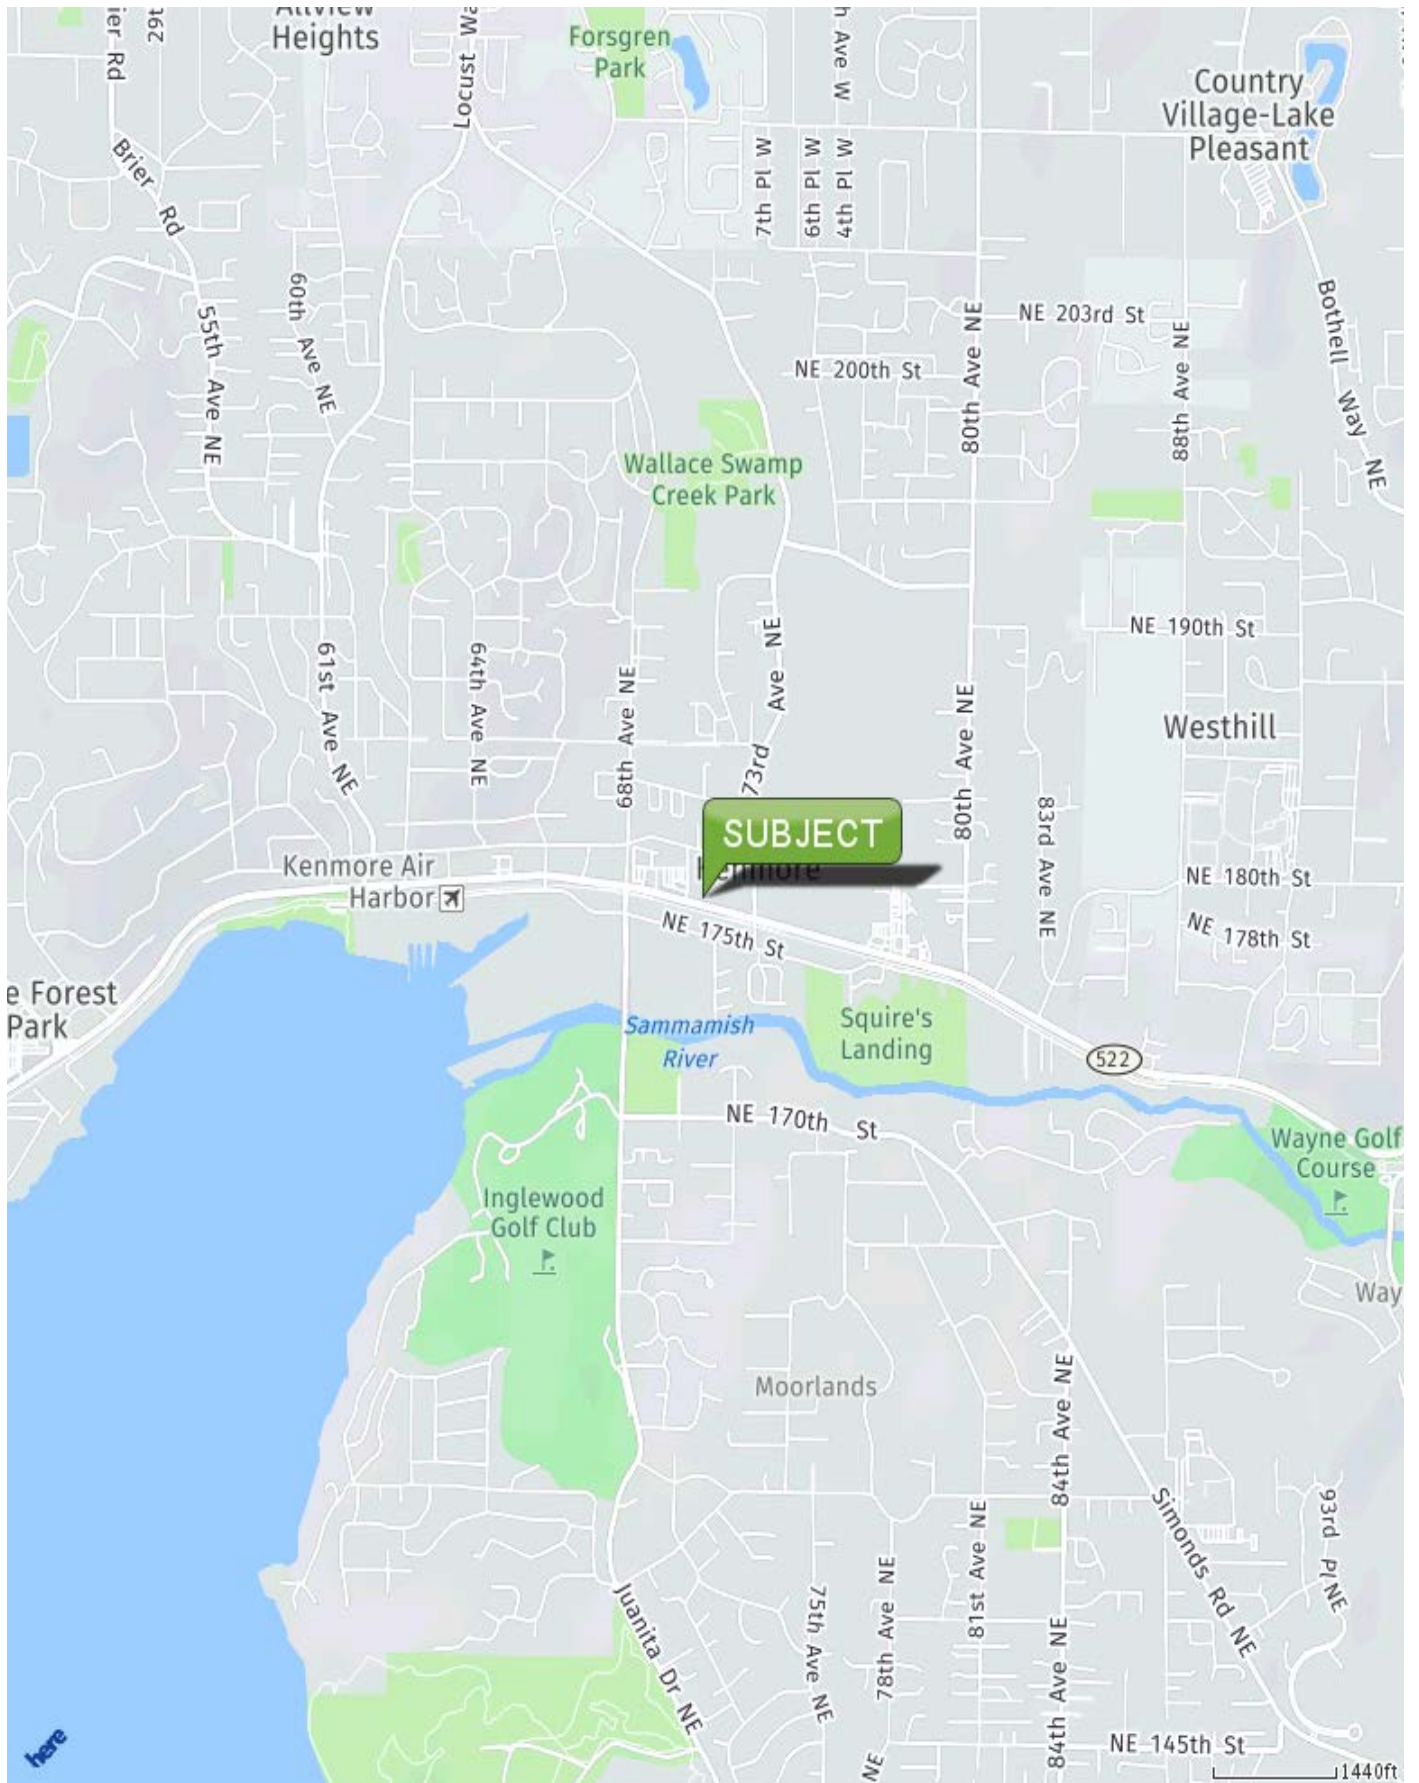 Allview
Heights
Forsgren
Park
Country
Village-Lake
Pleasant
Locust
29t
ier Rd
Brier Rd
h Ave W
7th Pl W
6th Pl W
4th Pl W
60th Ave NE
55th Ave NE
NE 203rd St
NE 200th St
80th Ave NE
88th Ave NE
Bothell Way NE
Wallace Swamp
Creek Park
NE 190th St
61st Ave NE
64th Ave NE
68th Ave NE
73rd Ave NE
80th Ave NE
Westhill
83rd Ave NE
SUBJECT
Kenmore
Kenmore Air
Harbor
NE 180th St
NE 178th St
NE 175th St
e Forest
Park
Sammamish
River
Squire's
Landing
522
NE 170th St
Wayne Golf
Course
Inglewood
Golf Club
Way
Moorlands
84th Ave NE
Simonds Rd NE
93rd Pl NE
81st Ave NE
78th Ave NE
75th Ave NE
Juanita Dr NE
84th Ave NE
NE
NE 145th St
here
1440ft